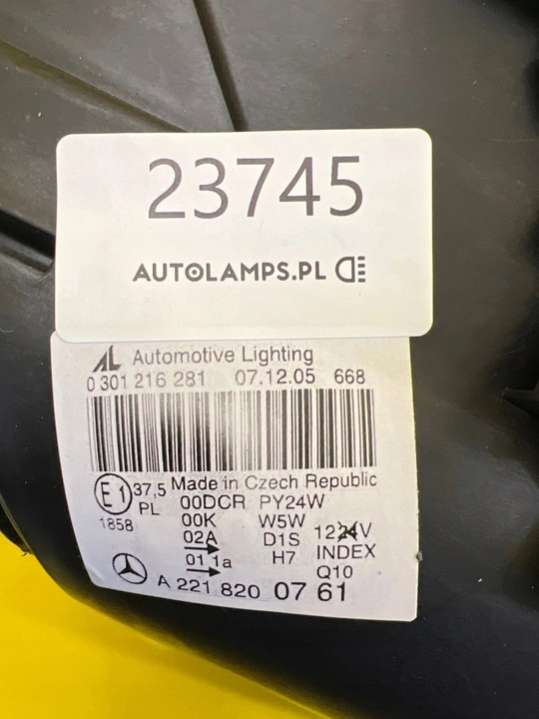 23745
AUTOLAMPS.PL
AL Automotive Lighting
0 301 216 281 07.12.05 668
E1 37,5 Made in Czech Republic
PL 00DCR PY24W
1858 00K W5W 1224V
02A D1S INDEX
01 1a H7 Q10
A 221 820 07 61